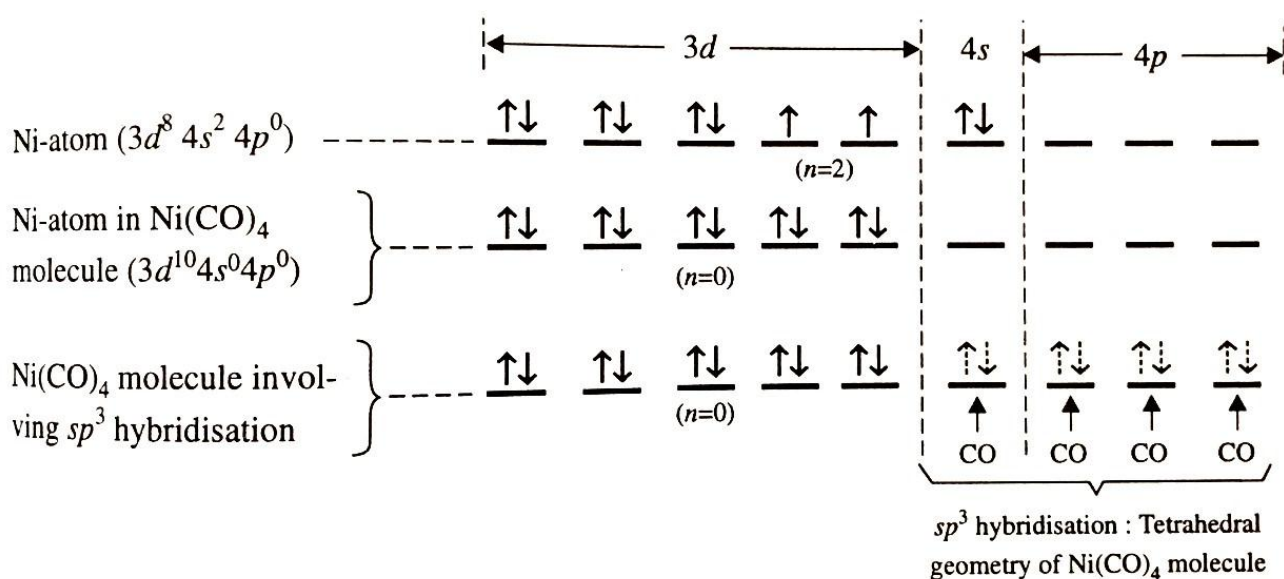 3d 4s 4p
Ni-atom (3d⁸ 4s² 4p⁰) ↑↓ ↑↓ ↑↓ ↑ ↑ ↑↓
(n=2)
Ni-atom in Ni(CO)₄
molecule (3d¹⁰4s⁰4p⁰) ↑↓ ↑↓ ↑↓ ↑↓ ↑↓
(n=0)
Ni(CO)₄ molecule invol-
ving sp³ hybridisation ↑↓ ↑↓ ↑↓ ↑↓ ↑↓ ↑↓ ↑↓ ↑↓ ↑↓
(n=0)
CO CO CO CO
sp³ hybridisation : Tetrahedral
geometry of Ni(CO)₄ molecule